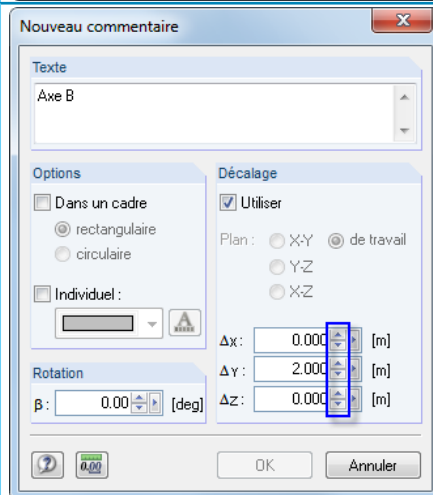 Nouveau commentaire
Texte
Axe B
Options
Dans un cadre
rectangulaire
circulaire
Individuel :
A
Rotation
β : 0.00 [deg]
Décalage
Utiliser
Plan : X-Y de travail
Y-Z
X-Z
ΔX : 0.000 [m]
ΔY : 2.000 [m]
ΔZ : 0.000 [m]
? 0.00 OK Annuler